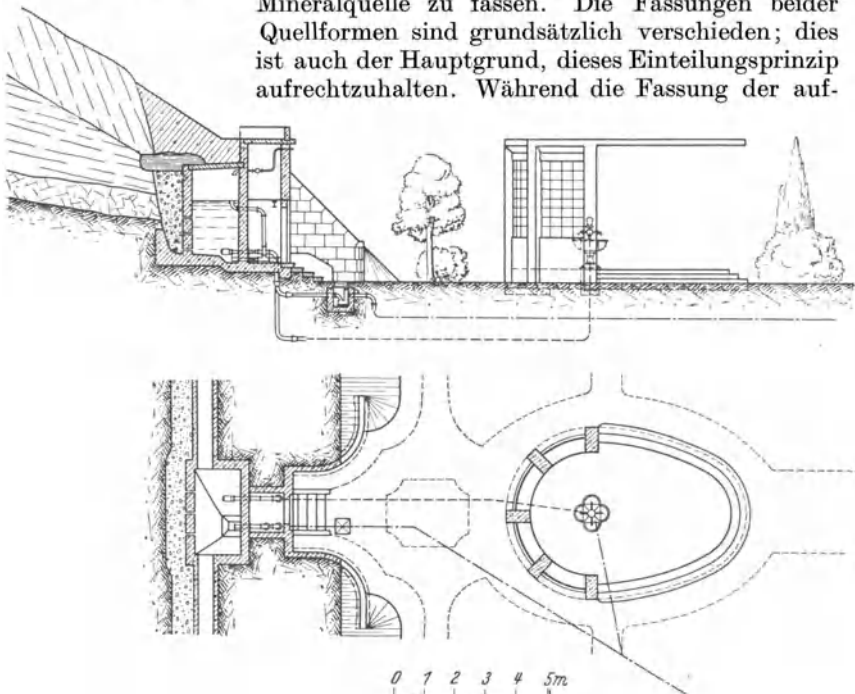 Mineralquelle zu fassen. Die Fassungen beider
Quellformen sind grundsätzlich verschieden; dies
ist auch der Hauptgrund, dieses Einteilungsprinzip
aufrechtzuhalten. Während die Fassung der auf-
0 1 2 3 4 5m